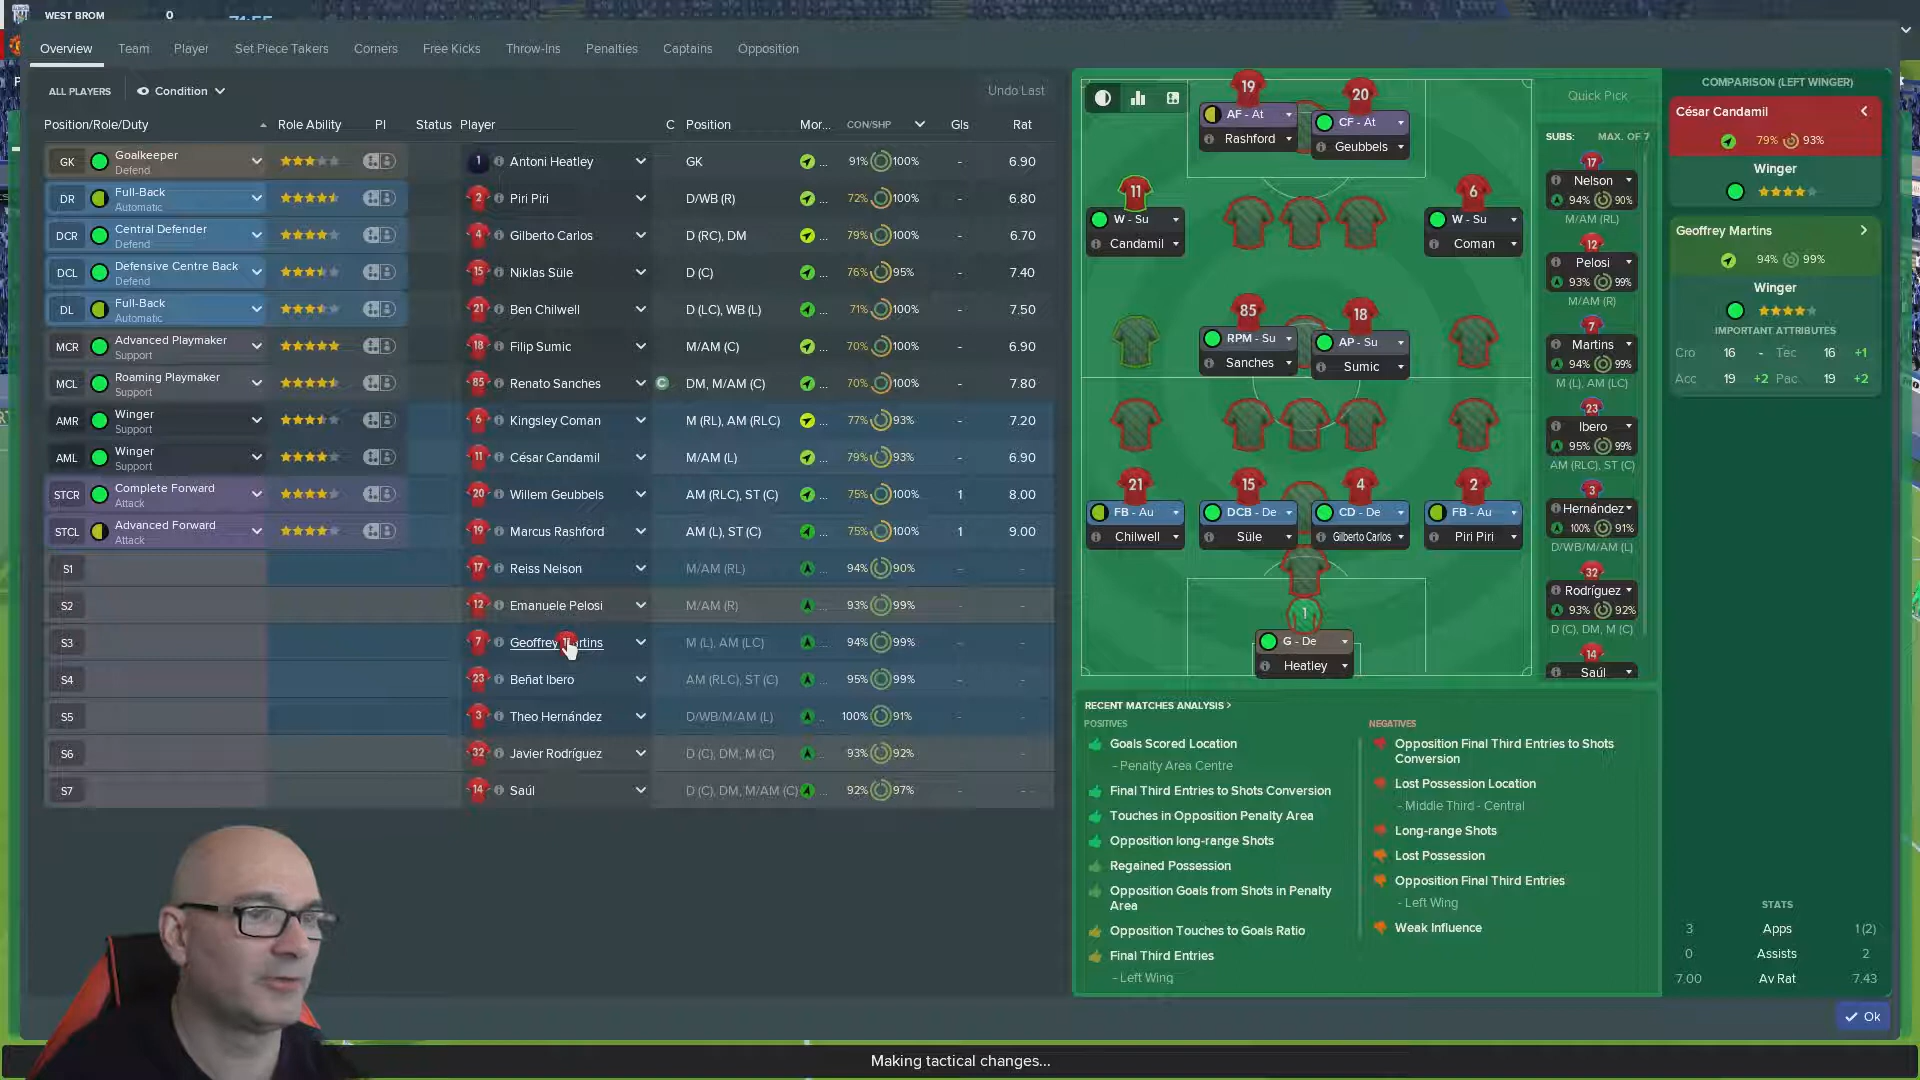 WEST BROM 0
Overview Team Player Set Piece Takers Corners Free Kicks Throw-Ins Penalties Captains Opposition
ALL PLAYERS Condition Undo Last
Position/Role/Duty Role Ability PI Status Player C Position Mor... CON/SHP Gls Rat
GK Goalkeeper Defend 1 Antoni Heatley GK ... 91% 100% - 6.90
DR Full-Back Automatic 2 Piri Piri D/WB (R) ... 72% 100% - 6.80
DCR Central Defender Defend 4 Gilberto Carlos D (RC), DM ... 79% 100% - 6.70
DCL Defensive Centre Back Defend 15 Niklas Süle D (C) ... 76% 95% - 7.40
DL Full-Back Automatic 21 Ben Chilwell D (LC), WB (L) ... 71% 100% - 7.50
MCR Advanced Playmaker Support 18 Filip Sumic M/AM (C) ... 70% 100% - 6.90
MCL Roaming Playmaker Support 85 Renato Sanches C DM, M/AM (C) ... 70% 100% - 7.80
AMR Winger Support 6 Kingsley Coman M (RL), AM (RLC) ... 77% 93% - 7.20
AML Winger Support 11 César Candamil M/AM (L) ... 79% 93% - 6.90
STCR Complete Forward Attack 20 Willem Geubbels AM (RLC), ST (C) ... 75% 100% 1 8.00
STCL Advanced Forward Attack 19 Marcus Rashford AM (L), ST (C) ... 75% 100% 1 9.00
S1 17 Reiss Nelson M/AM (RL) ... 94% 90% - -
S2 12 Emanuele Pelosi M/AM (R) ... 93% 99% - -
S3 7 Geoffrey M (L), AM (LC) ... 94% 99% - -
S4 23 Beñat Ibero AM (RLC), ST (C) ... 95% 99% - -
S5 3 Theo Hernández D/WB/M/AM (L) ... 100% 91% - -
S6 32 Javier Rodríguez D (C), DM, M (C) ... 93% 92% - -
S7 14 Saúl D (C), DM, M/AM (C) ... 92% 97% - -
19 20
AF - At CF - At
Rashford Geubbels
11 6
W - Su W - Su
Candamil Coman
85 18
RPM - Su AP - Su
Sanches Sumic
21 15 4 2
FB - Au DCB - De CD - De FB - Au
Chilwell Süle Gilberto Carlos Piri Piri
1
G - De
Heatley
Quick Pick
SUBS: MAX. OF 7
17
Nelson
94% 90%
M/AM (RL)
12
Pelosi
93% 99%
M/AM (R)
7
Martins
94% 99%
M (L), AM (LC)
23
Ibero
95% 99%
AM (RLC), ST (C)
3
Hernández
100% 91%
D/WB/M/AM (L)
32
Rodríguez
93% 92%
D (C), DM, M (C)
14
Saúl
COMPARISON (LEFT WINGER)
César Candamil
79% 93%
Winger
Geoffrey Martins
94% 99%
Winger
IMPORTANT ATTRIBUTES
Cro 16 - Tec 16 +1
Acc 19 +2 Pac 19 +2
STATS
3 Apps 1 (2)
0 Assists 2
7.00 Av Rat 7.43
RECENT MATCHES ANALYSIS >
POSITIVES
Goals Scored Location
- Penalty Area Centre
Final Third Entries to Shots Conversion
Touches in Opposition Penalty Area
Opposition long-range Shots
Regained Possession
Opposition Goals from Shots in Penalty
Area
Opposition Touches to Goals Ratio
Final Third Entries
- Left Wing
NEGATIVES
Opposition Final Third Entries to Shots
Conversion
Lost Possession Location
- Middle Third - Central
Long-range Shots
Lost Possession
Opposition Final Third Entries
- Left Wing
Weak Influence
Ok
Making tactical changes...